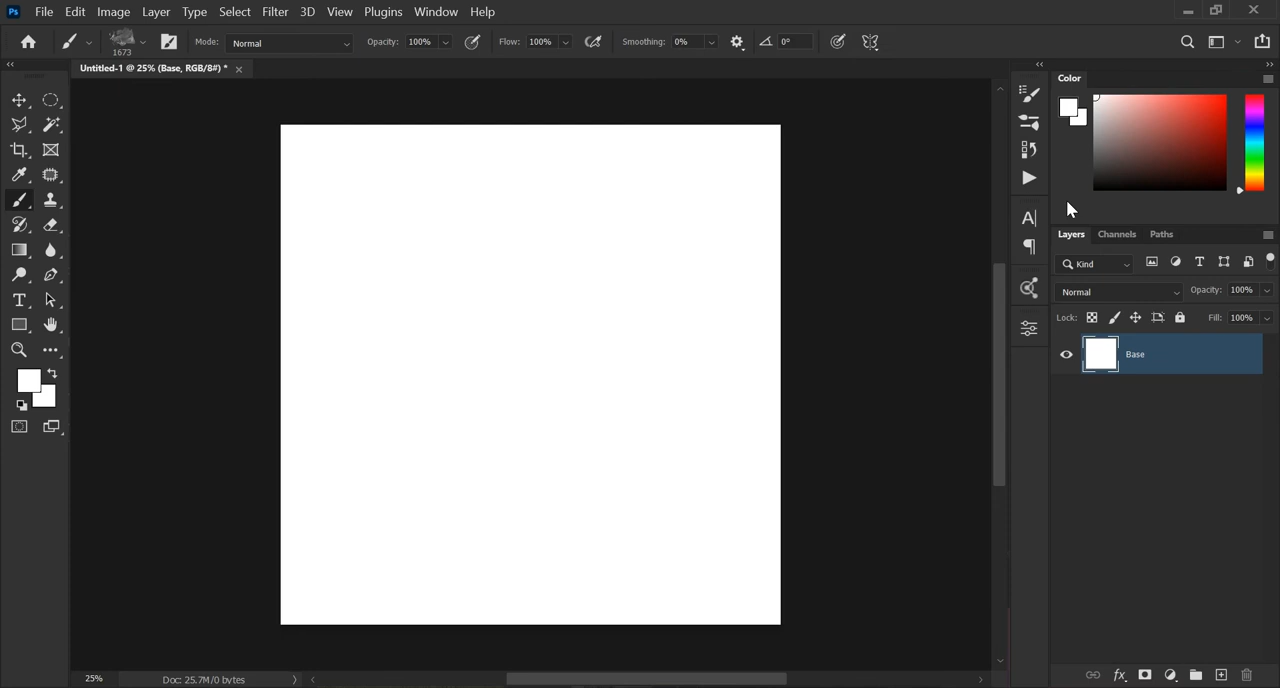 Ps File Edit Image Layer Type Select Filter 3D View Plugins Window Help
1673 Mode: Normal Opacity: 100% Flow: 100% Smoothing: 0% 0°
Untitled-1 @ 25% (Base, RGB/8#) *
Color
Layers Channels Paths
Kind
Normal Opacity: 100%
Lock: Fill: 100%
Base
25% Doc: 25.7M/0 bytes